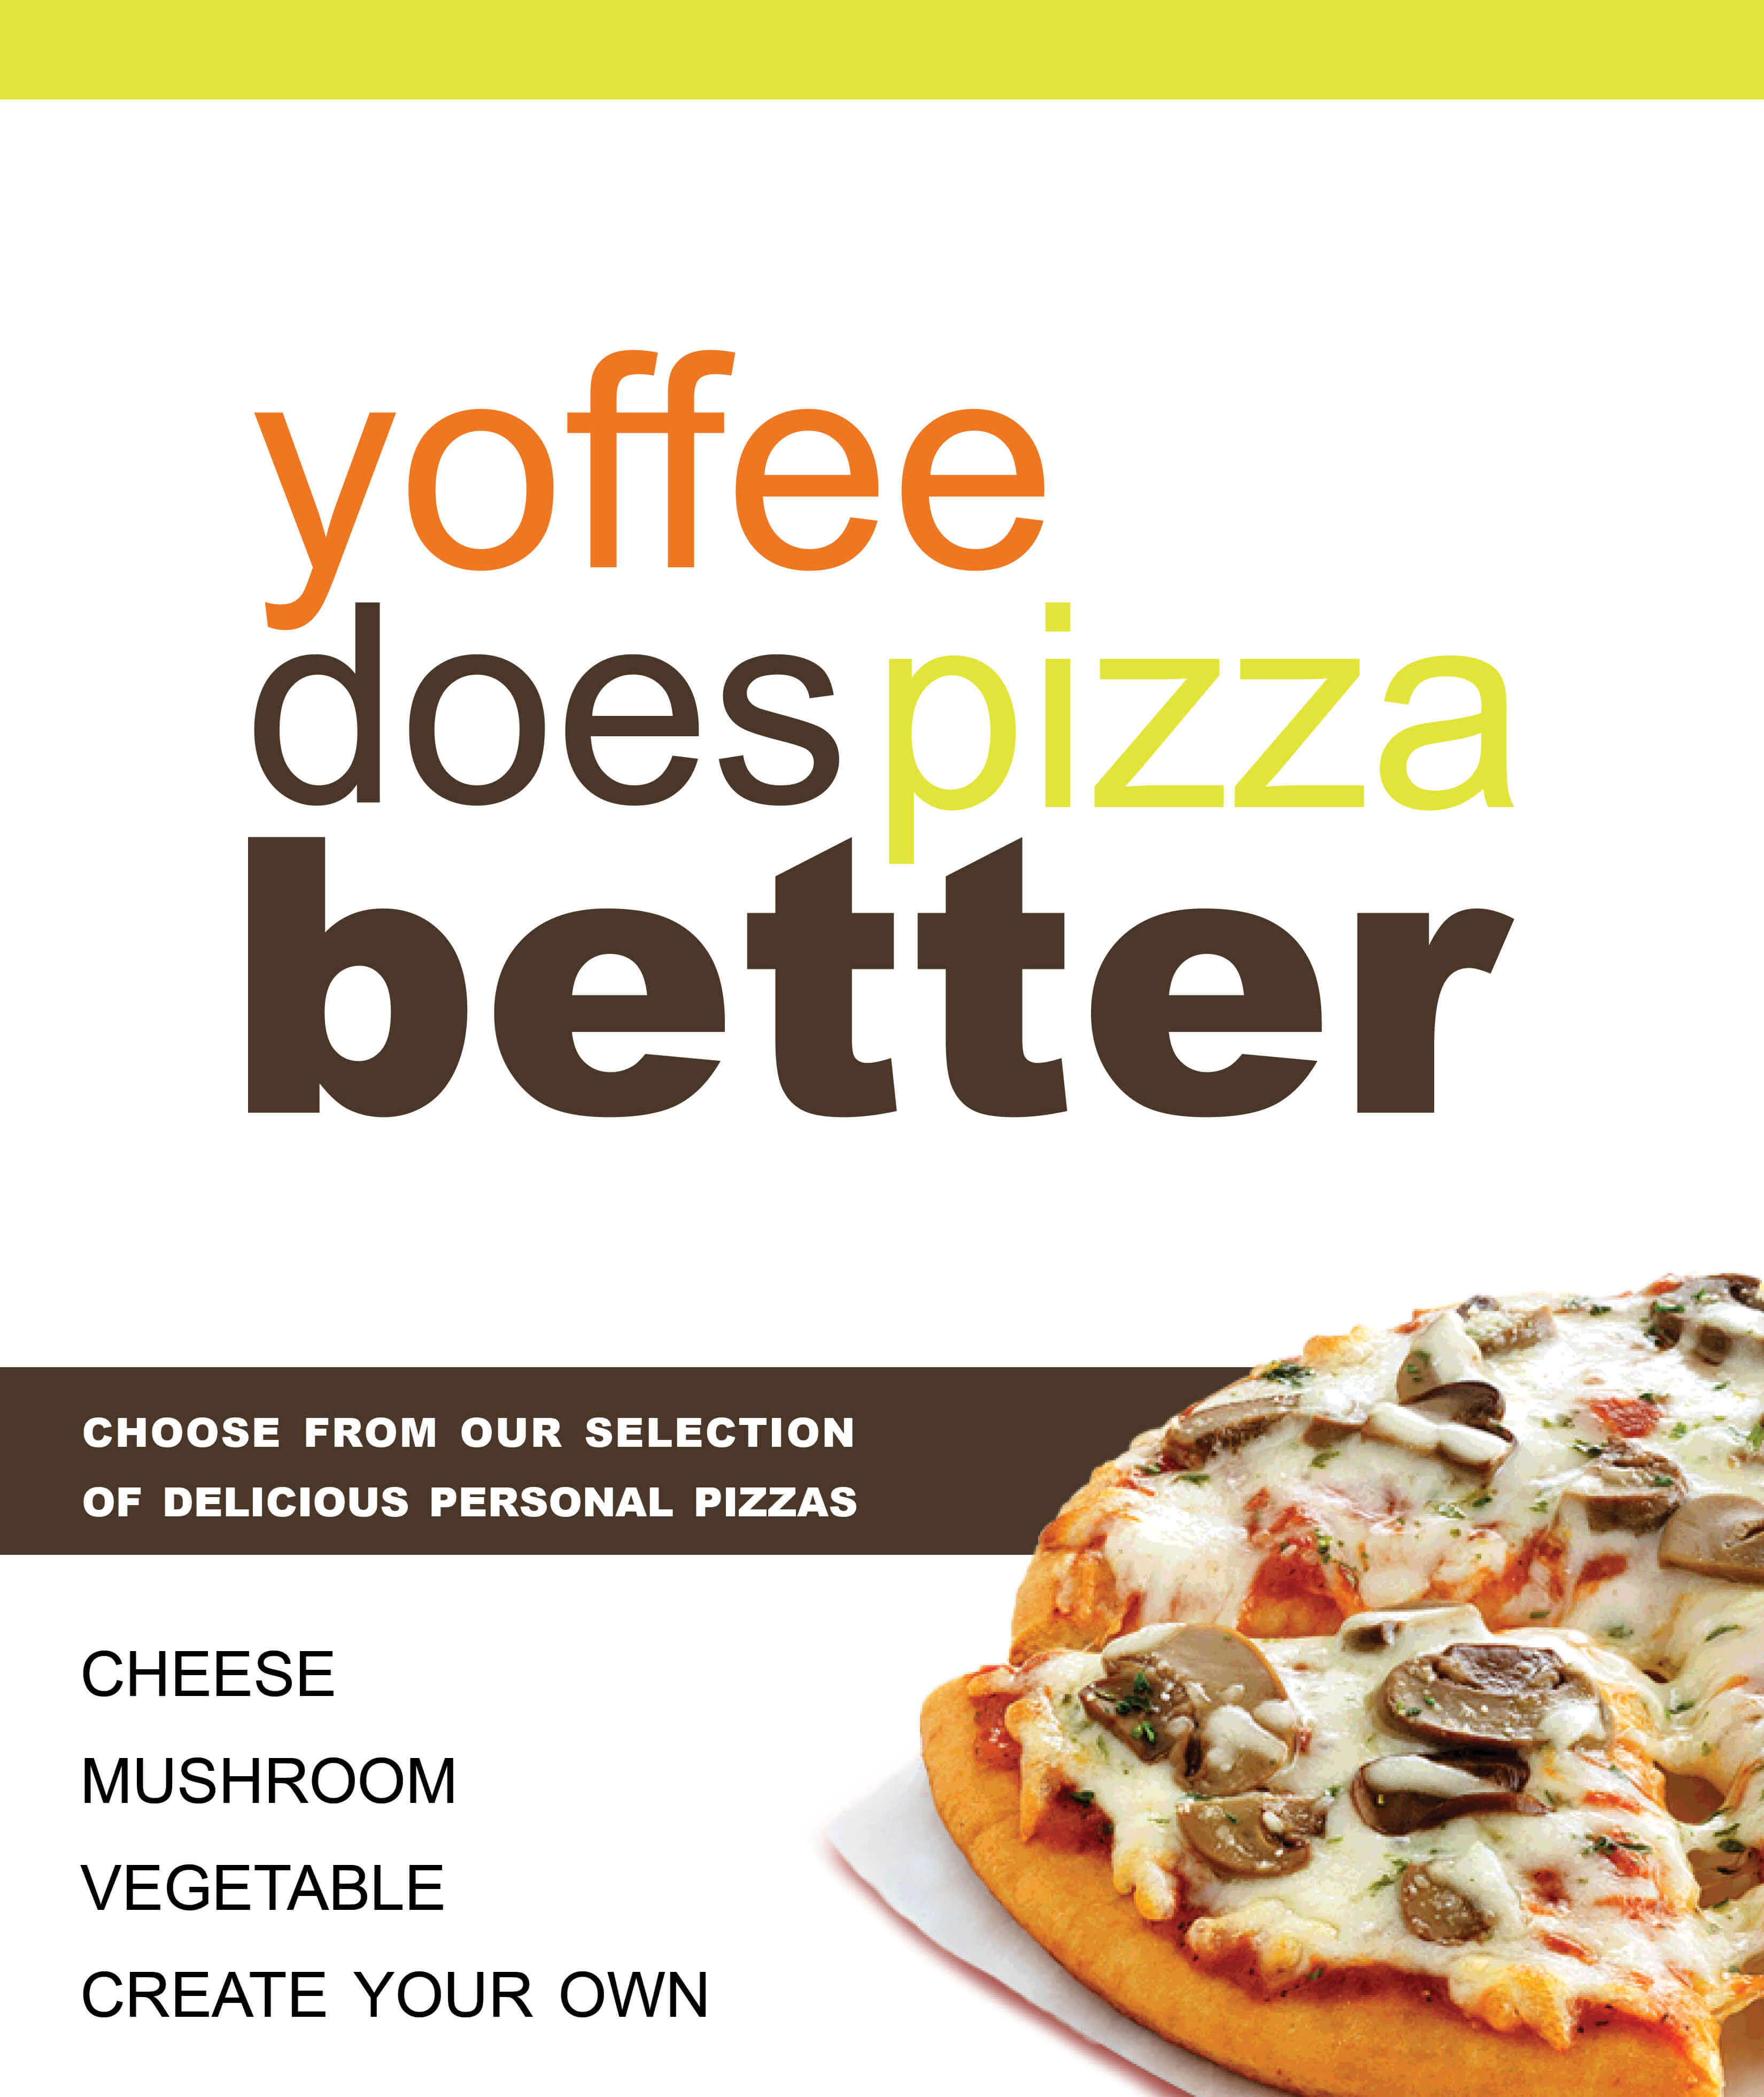 yoffee
does pizza
better
CHOOSE FROM OUR SELECTION
OF DELICIOUS PERSONAL PIZZAS
CHEESE
MUSHROOM
VEGETABLE
CREATE YOUR OWN